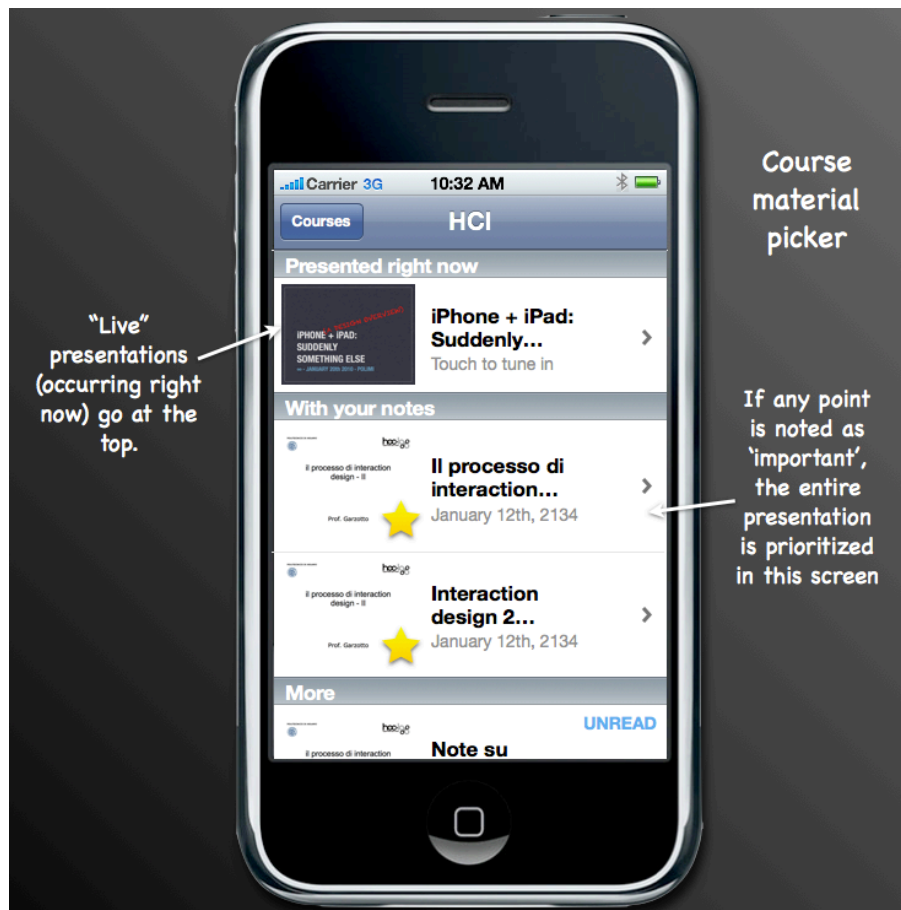 Carrier 3G 10:32 AM
Courses
HCI
Course
material
picker
Presented right now
iPHONE + iPAD:
SUDDENLY
SOMETHING ELSE
iPhone + iPad:
Suddenly...
Touch to tune in
"Live"
presentations
(occurring right
now) go at the
top.
With your notes
il processo di interaction
design - II
Prof. Garzotto
Il processo di
interaction...
January 12th, 2134
If any point
is noted as
'important',
the entire
presentation
is prioritized
in this screen
il processo di interaction
design - II
Prof. Garzotto
Interaction
design 2...
January 12th, 2134
More
UNREAD
il processo di interaction
Note su